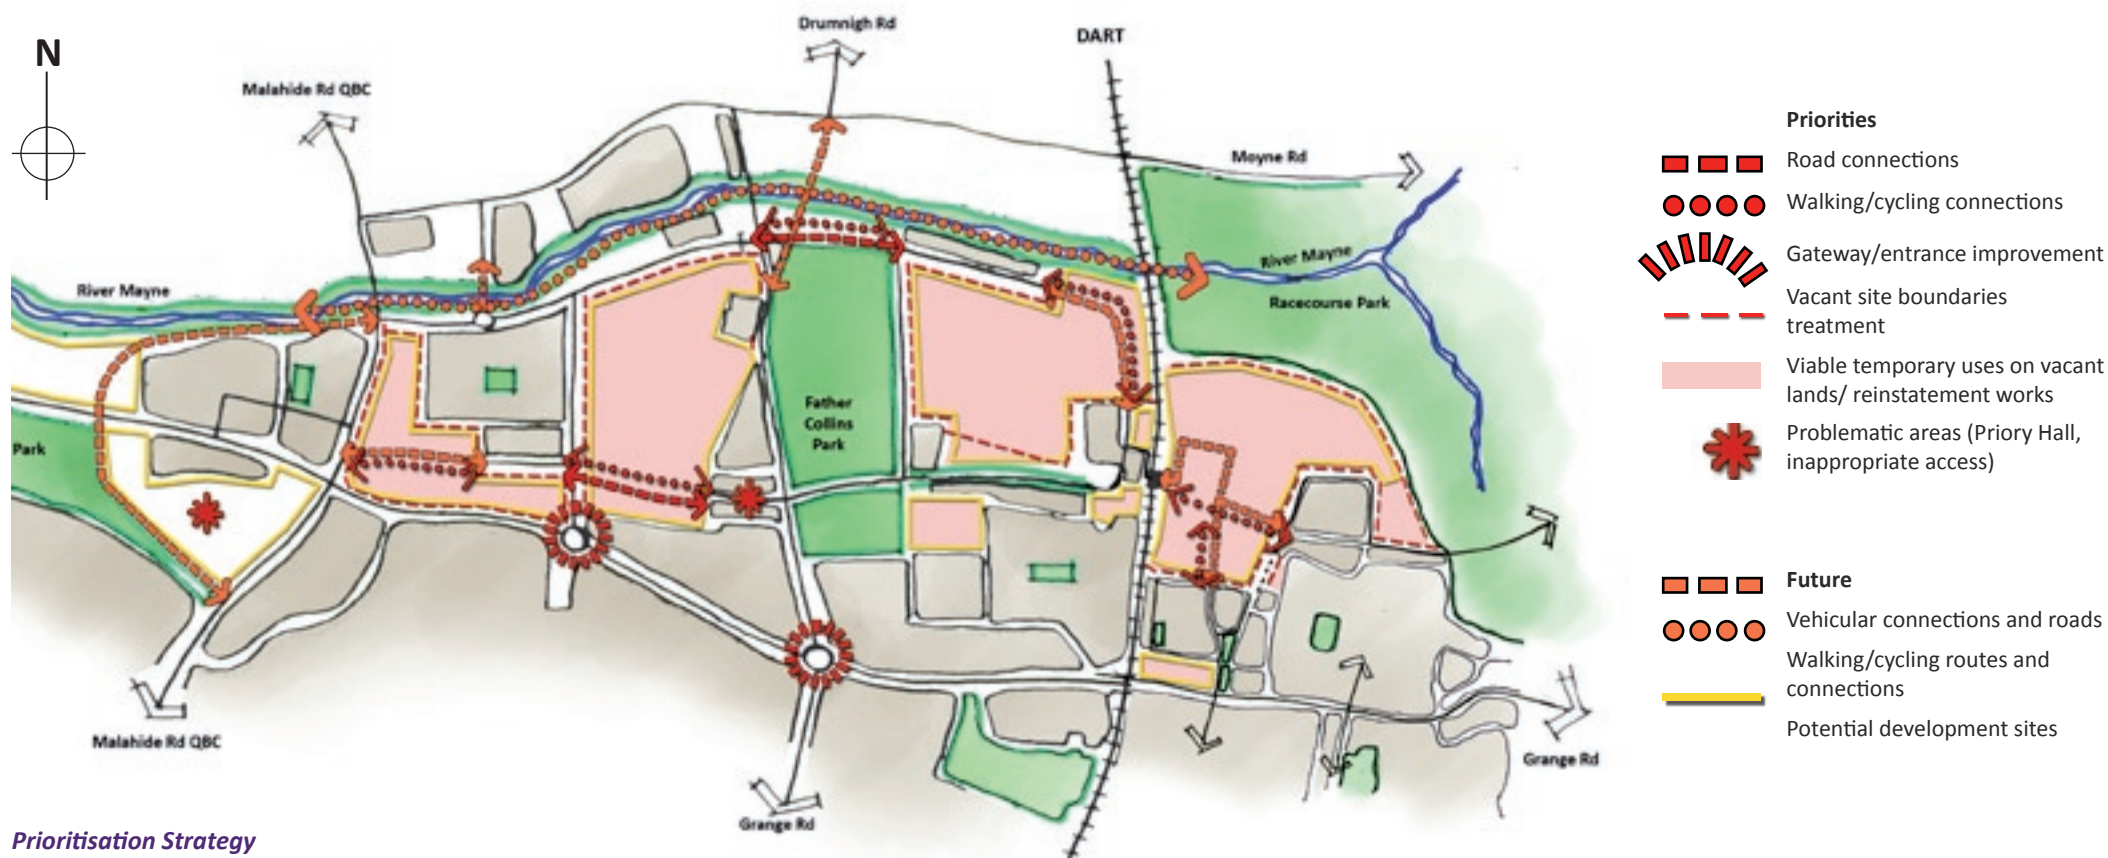 N
Drumnigh Rd
DART
Malahide Rd QBC
Moyne Rd
River Mayne
River Mayne
Racecourse Park
Park
Father
Collins
Park
Malahide Rd QBC
Grange Rd
Grange Rd
Prioritisation Strategy
Priorities
Road connections
Walking/cycling connections
Gateway/entrance improvement
Vacant site boundaries
treatment
Viable temporary uses on vacant
lands/ reinstatement works
Problematic areas (Priory Hall,
inappropriate access)
Future
Vehicular connections and roads
Walking/cycling routes and
connections
Potential development sites